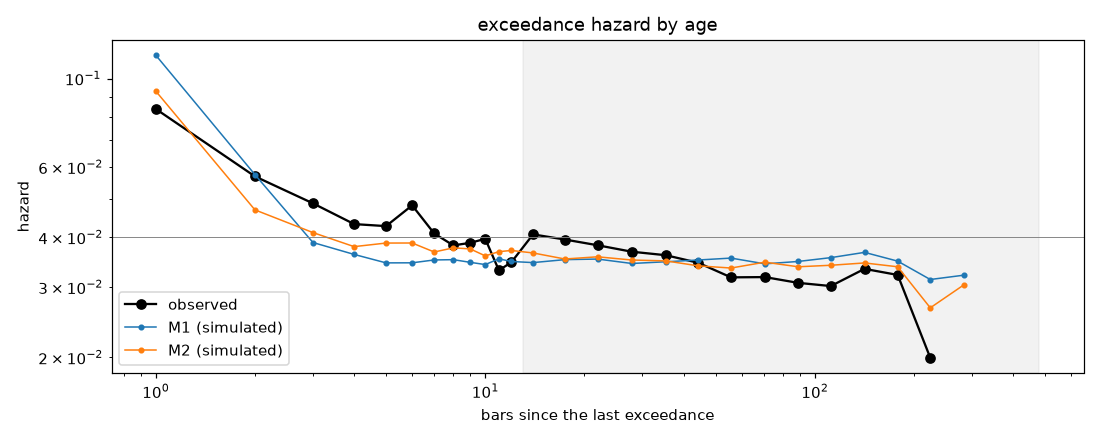 exceedance hazard by age
hazard
10⁻¹
6 × 10⁻²
4 × 10⁻²
3 × 10⁻²
2 × 10⁻²
observed
M1 (simulated)
M2 (simulated)
10⁰
10¹
10²
bars since the last exceedance